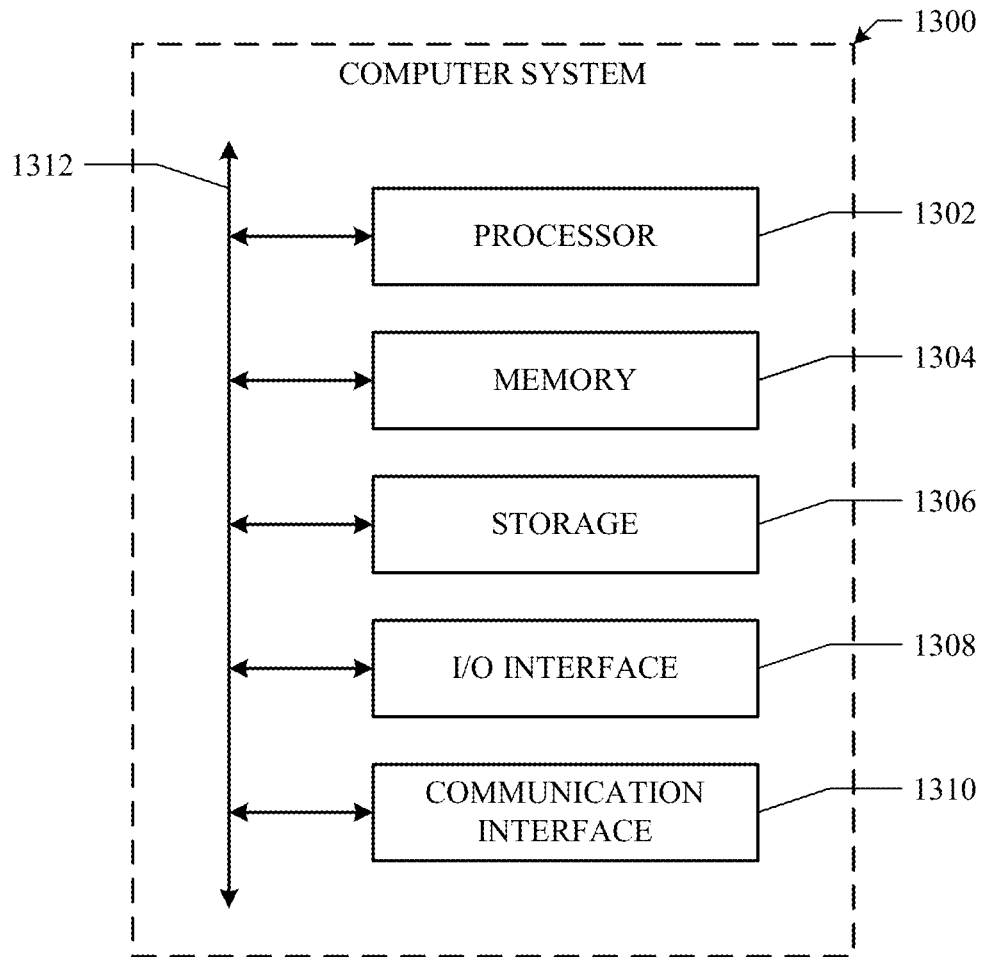 1300
COMPUTER SYSTEM
1312
PROCESSOR
1302
MEMORY
1304
STORAGE
1306
I/O INTERFACE
1308
COMMUNICATION
INTERFACE
1310